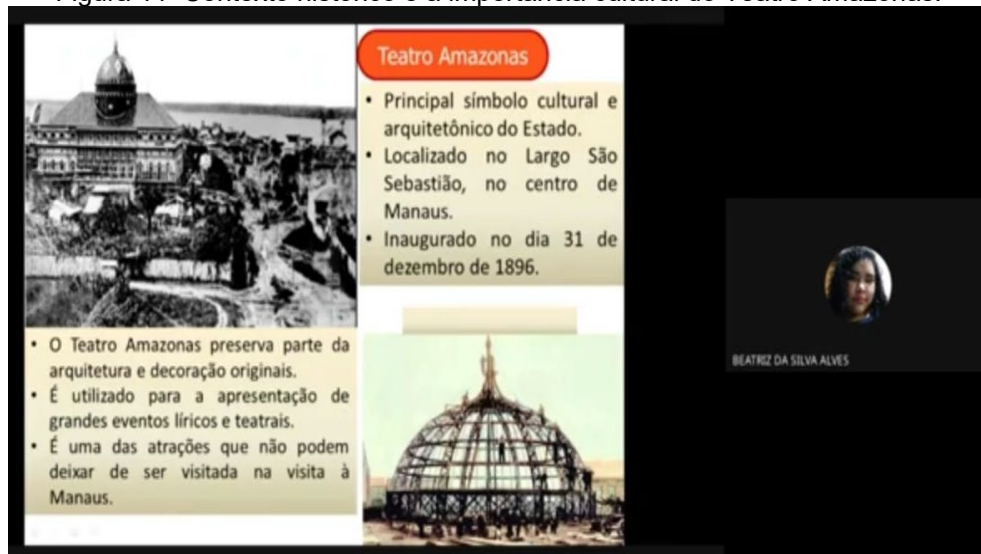 Teatro Amazonas
• Principal símbolo cultural e
arquitetônico do Estado.
• Localizado no Largo São
Sebastião, no centro de
Manaus.
• Inaugurado no dia 31 de
dezembro de 1896.
• O Teatro Amazonas preserva parte da
arquitetura e decoração originais.
• É utilizado para a apresentação de
grandes eventos líricos e teatrais.
• É uma das atrações que não podem
deixar de ser visitada na visita à
Manaus.
BEATRIZ DA SILVA ALVES